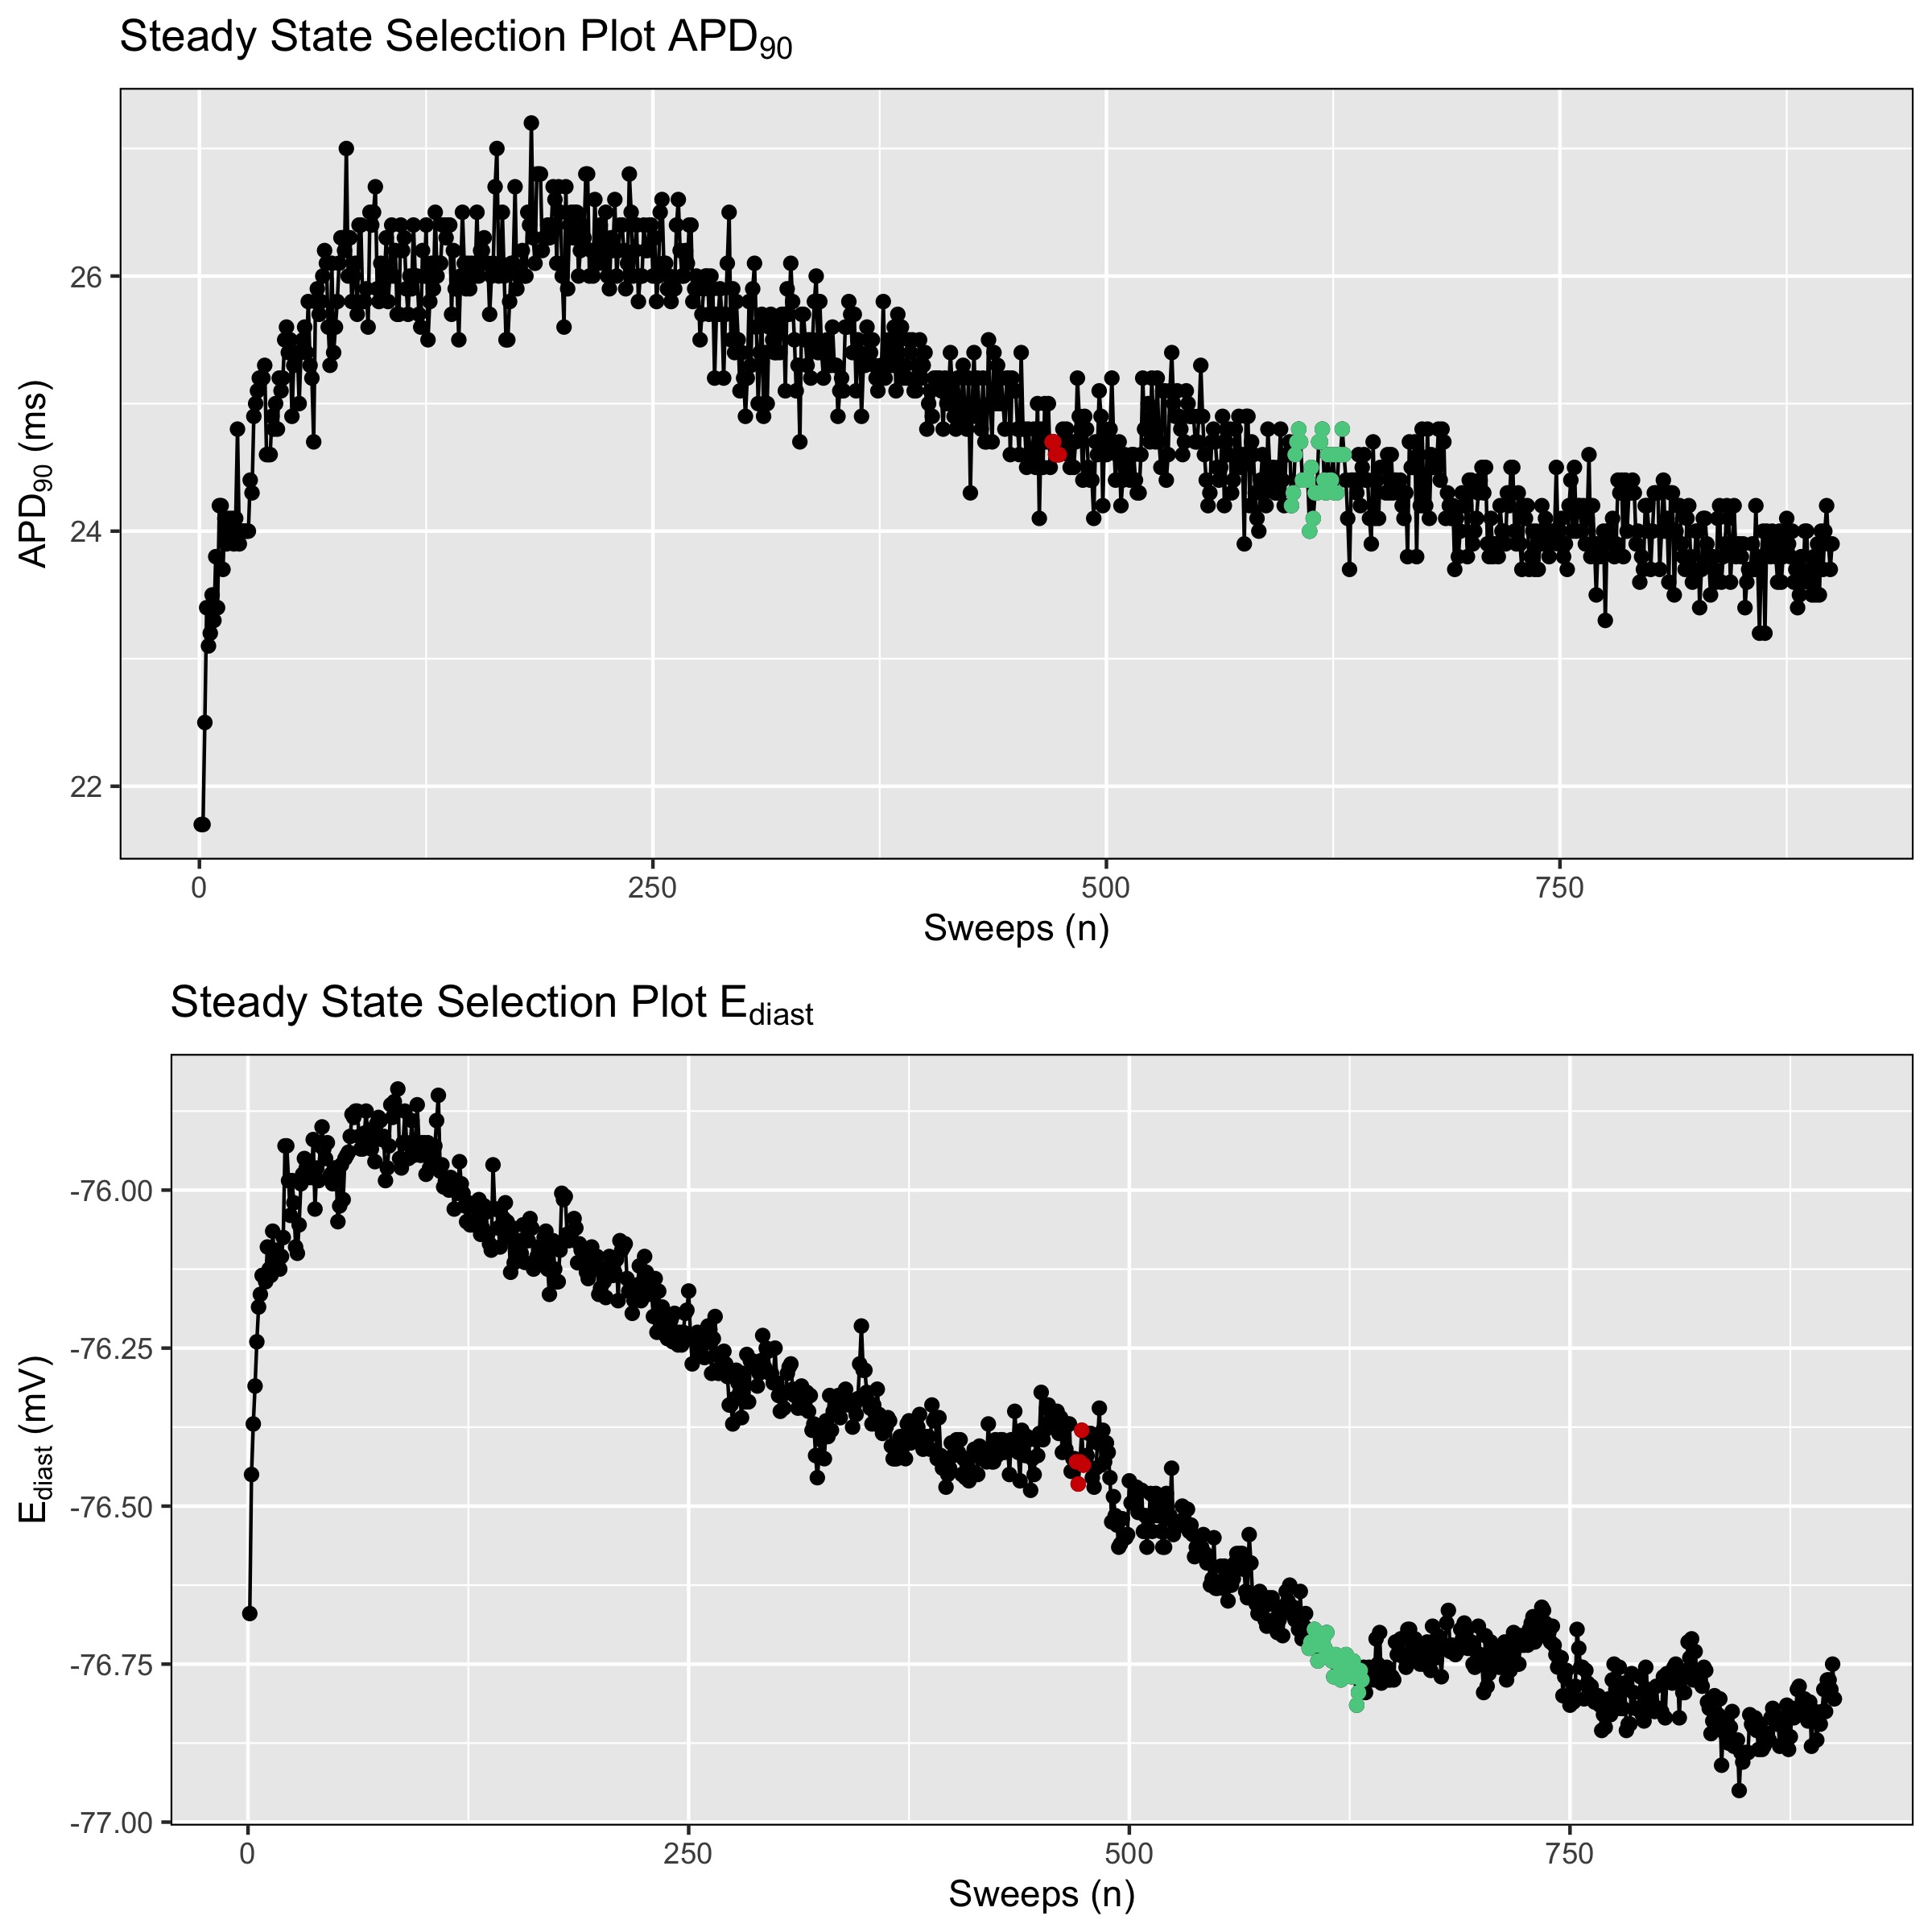 Steady State Selection Plot APD90
26
24
22
APD90 (ms)
0 250 500 750
Sweeps (n)
Steady State Selection Plot Ediast
-76.00
-76.25
-76.50
-76.75
-77.00
Ediast (mV)
0 250 500 750
Sweeps (n)